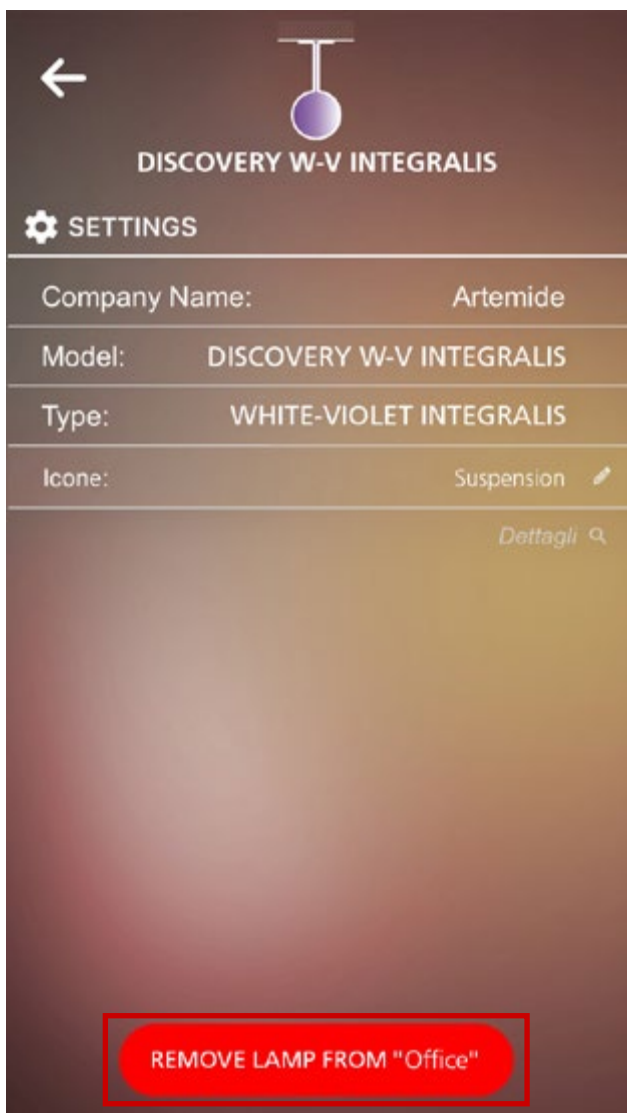 DISCOVERY W-V INTEGRALIS
SETTINGS
Company Name: Artemide
Model: DISCOVERY W-V INTEGRALIS
Type: WHITE-VIOLET INTEGRALIS
Icone: Suspension
Dettagli
REMOVE LAMP FROM "Office"